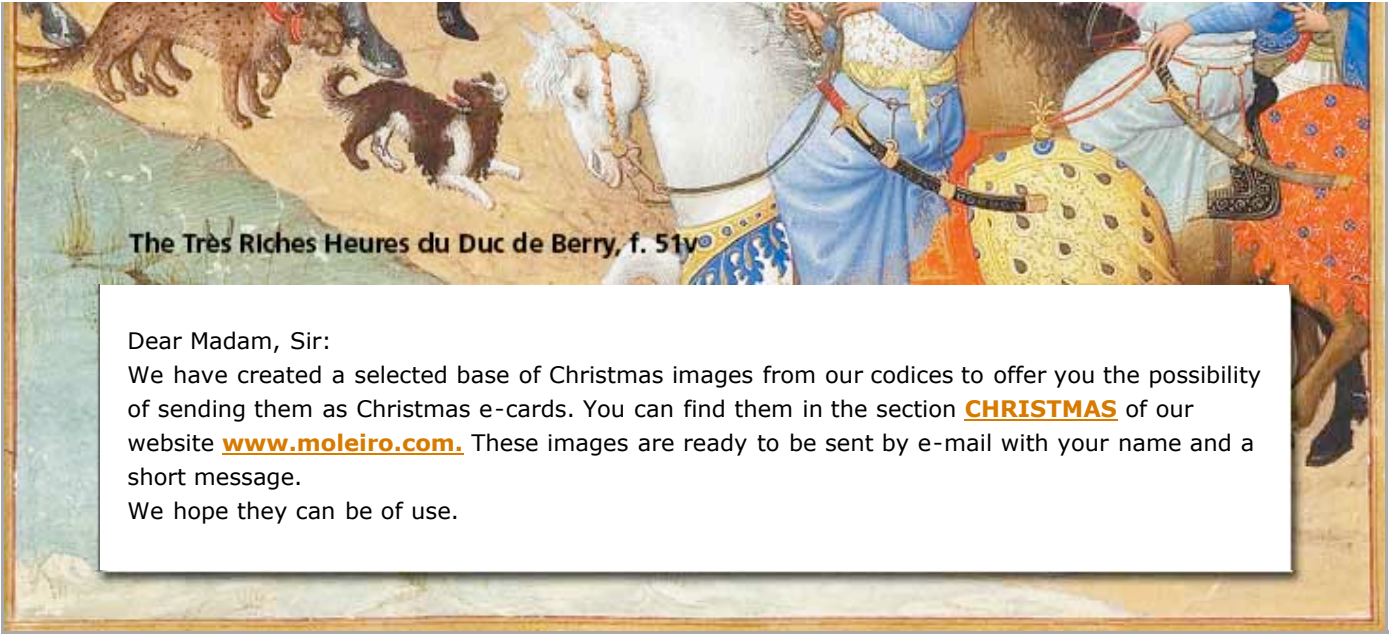 The Très Riches Heures du Duc de Berry, f. 51v
Dear Madam, Sir:
We have created a selected base of Christmas images from our codices to offer you the possibility
of sending them as Christmas e-cards. You can find them in the section CHRISTMAS of our
website www.moleiro.com. These images are ready to be sent by e-mail with your name and a
short message.
We hope they can be of use.